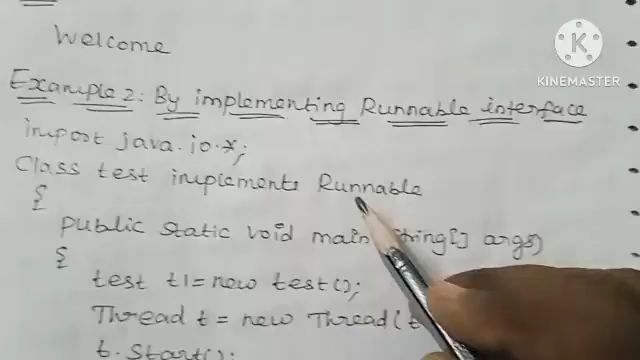 Welcome
KINEMASTER
Example 2: By implementing Runnable interface
import java.io.*;
Class test implements Runnable
{
public static void main String[] args)
{
test t1 = new test();
Thread t = new Thread(t
t.Start();